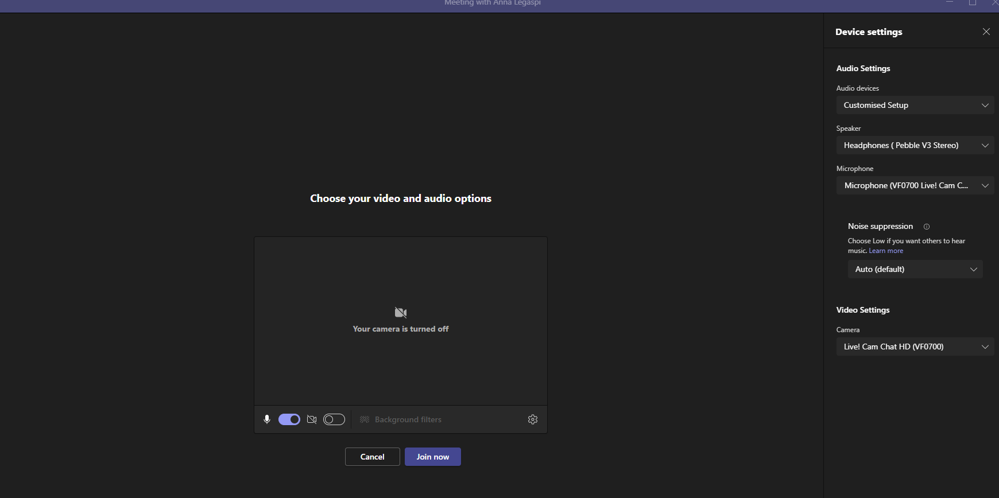 Meeting with Anna Legaspi
Device settings
Audio Settings
Audio devices
Customised Setup
Speaker
Headphones ( Pebble V3 Stereo)
Microphone
Microphone (VF0700 Live! Cam C...
Noise suppression
Choose Low if you want others to hear
music. Learn more
Auto (default)
Video Settings
Camera
Live! Cam Chat HD (VF0700)
Choose your video and audio options
Your camera is turned off
Background filters
Cancel
Join now